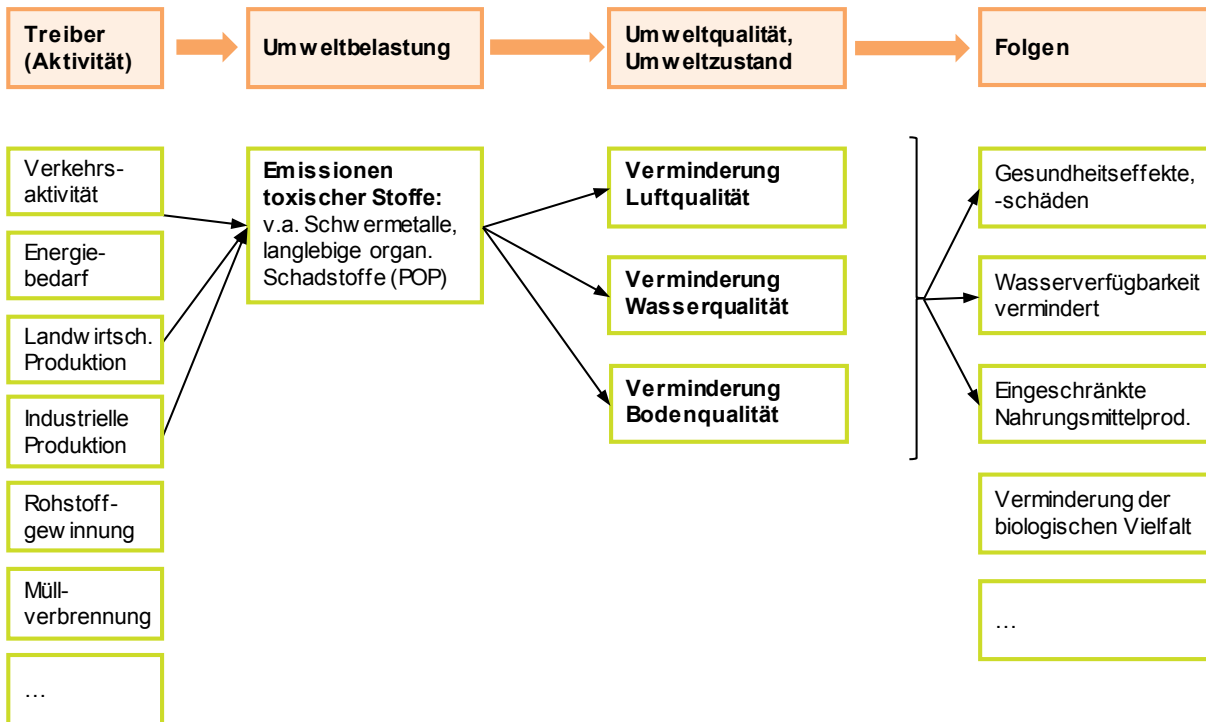 Treiber
(Aktivität)
Umweltbelastung
Umweltqualität,
Umweltzustand
Folgen
Verkehrs-
aktivität
Energie-
bedarf
Landwirtsch.
Produktion
Industrielle
Produktion
Rohstoff-
gewinnung
Müll-
verbrennung
...
Emissionen
toxischer Stoffe:
v.a. Schwermetalle,
langlebige organ.
Schadstoffe (POP)
Verminderung
Luftqualität
Verminderung
Wasserqualität
Verminderung
Bodenqualität
Gesundheitseffekte,
-schäden
Wasserverfügbarkeit
vermindert
Eingeschränkte
Nahrungsmittelprod.
Verminderung der
biologischen Vielfalt
...